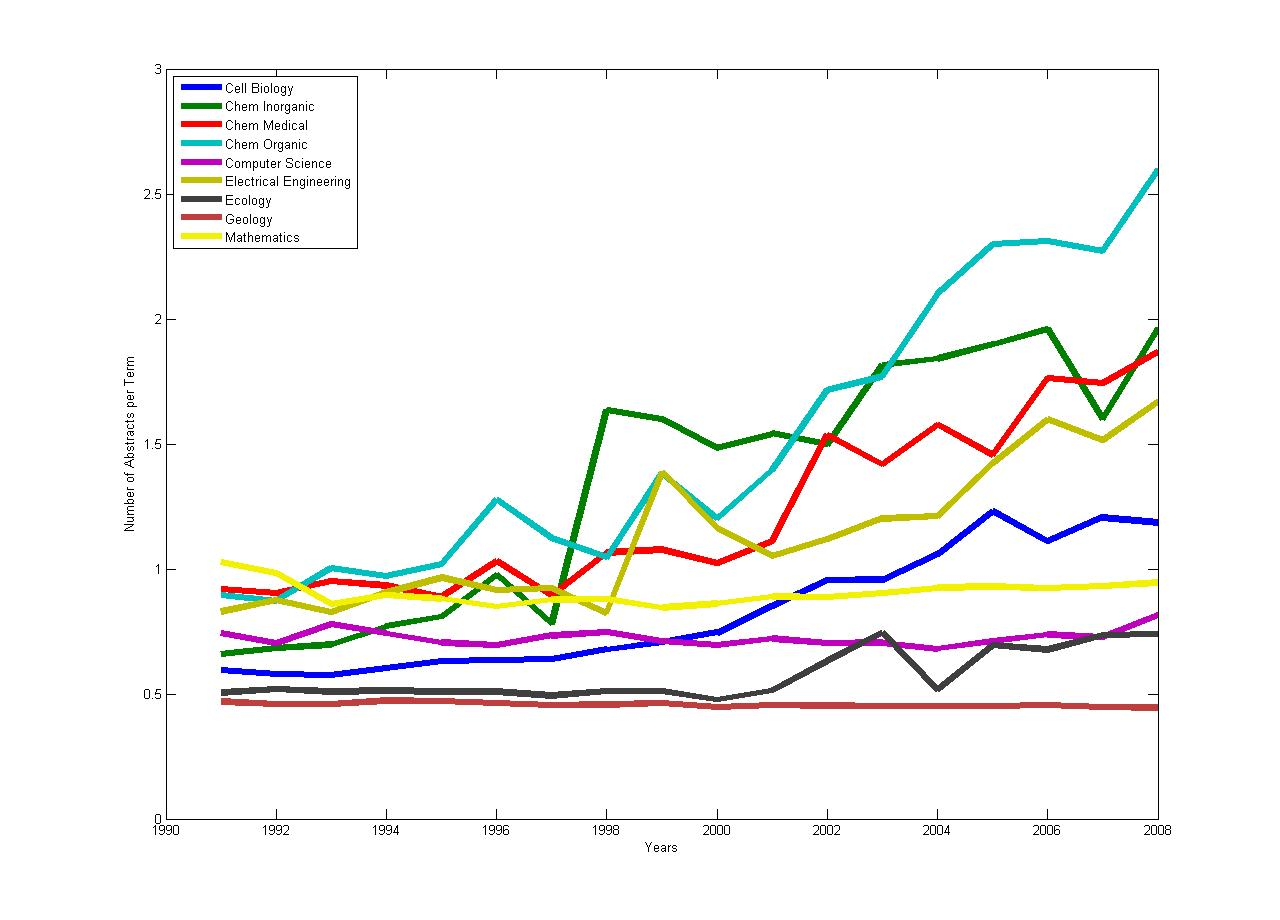 3
Cell Biology
Chem Inorganic
Chem Medical
Chem Organic
Computer Science
Electrical Engineering
Ecology
Geology
Mathematics
2.5
2
1.5
1
0.5
0
Number of Abstracts per Term
1990 1992 1994 1996 1998 2000 2002 2004 2006 2008
Years